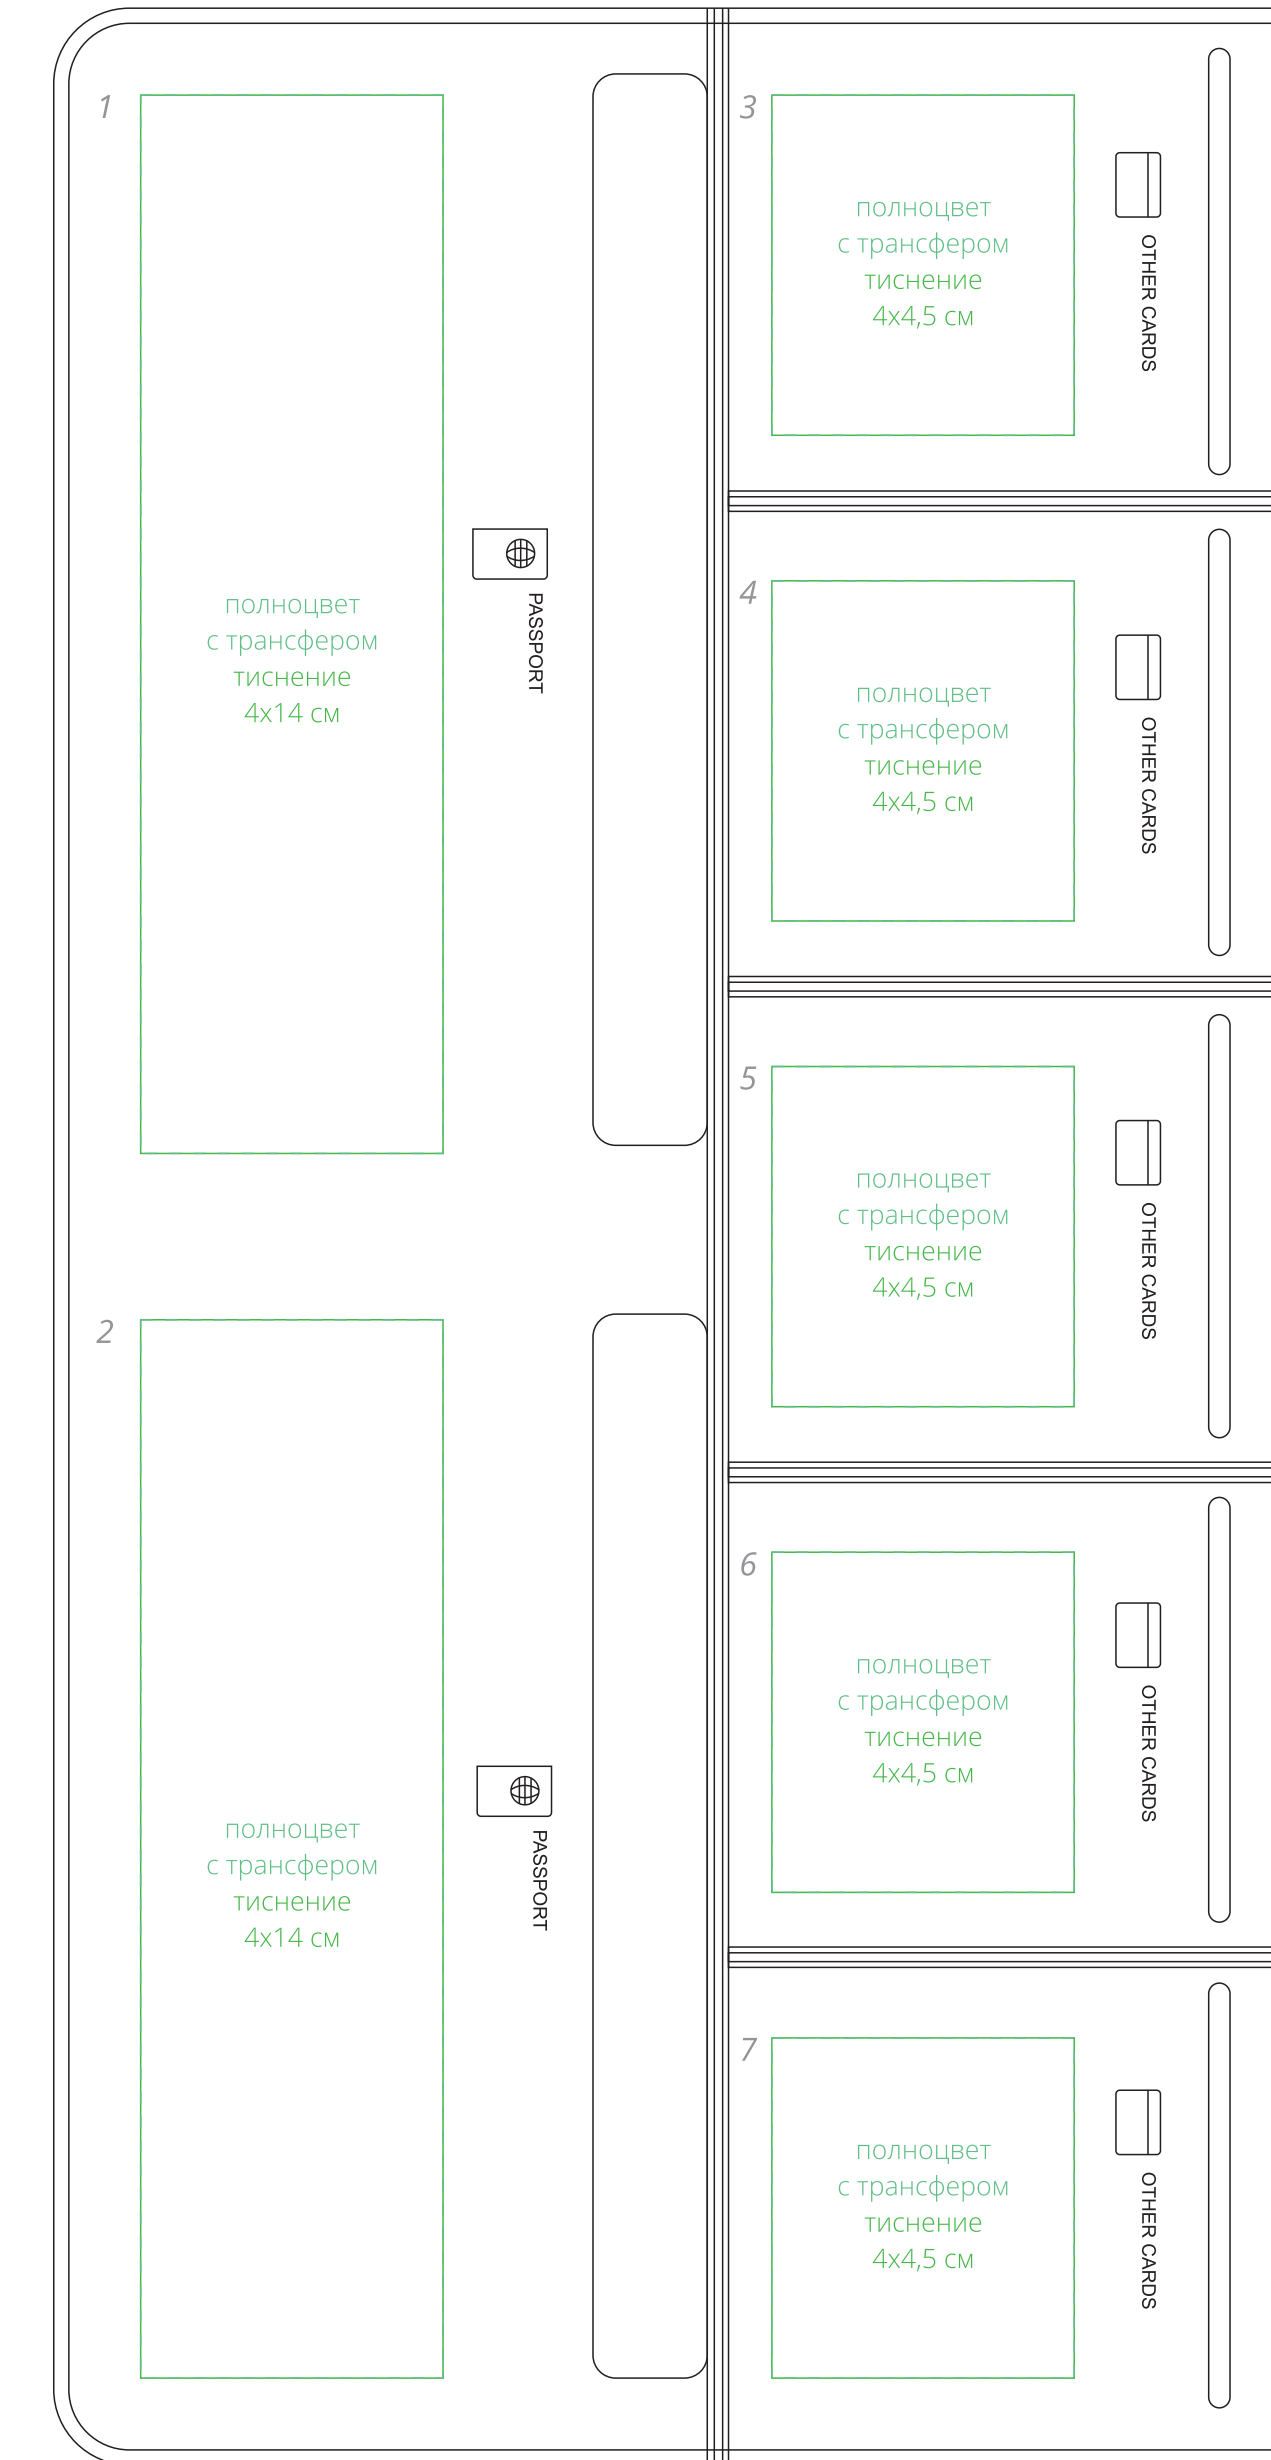 1
полноцвет
с трансфером
тиснение
4х14 см
PASSPORT
2
полноцвет
с трансфером
тиснение
4х14 см
PASSPORT
3
полноцвет
с трансфером
тиснение
4х4,5 см
OTHER CARDS
4
полноцвет
с трансфером
тиснение
4х4,5 см
OTHER CARDS
5
полноцвет
с трансфером
тиснение
4х4,5 см
OTHER CARDS
6
полноцвет
с трансфером
тиснение
4х4,5 см
OTHER CARDS
7
полноцвет
с трансфером
тиснение
4х4,5 см
OTHER CARDS